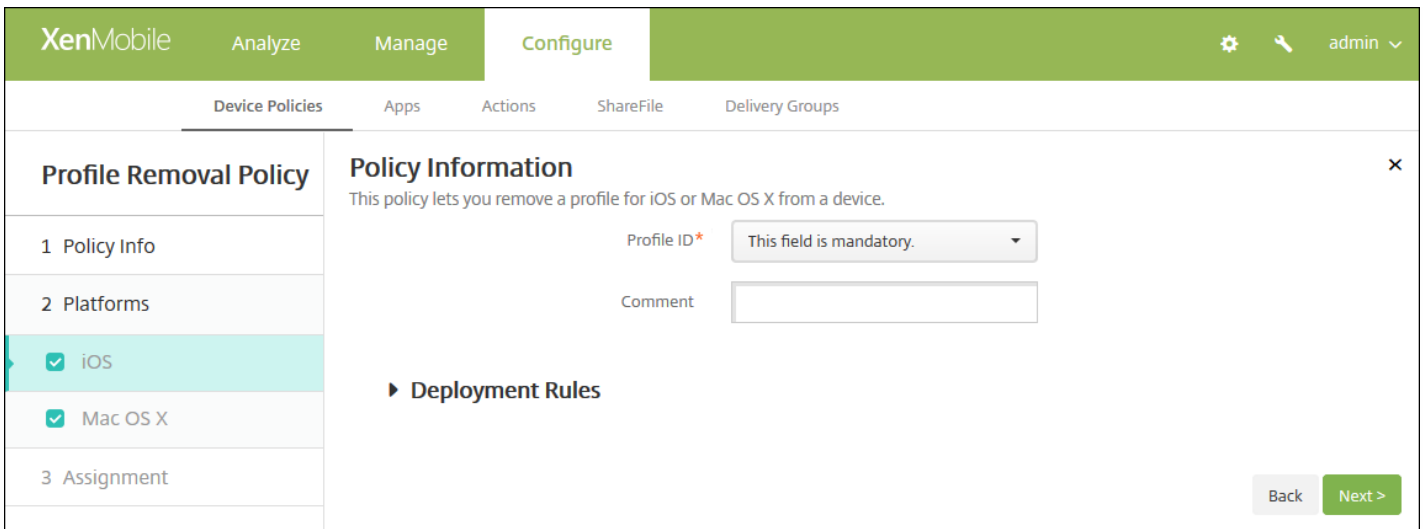 XenMobile Analyze Manage Configure admin
Device Policies Apps Actions ShareFile Delivery Groups
Profile Removal Policy
1 Policy Info
2 Platforms
iOS
Mac OS X
3 Assignment
Policy Information
This policy lets you remove a profile for iOS or Mac OS X from a device.
Profile ID* This field is mandatory.
Comment
Deployment Rules
Back Next >